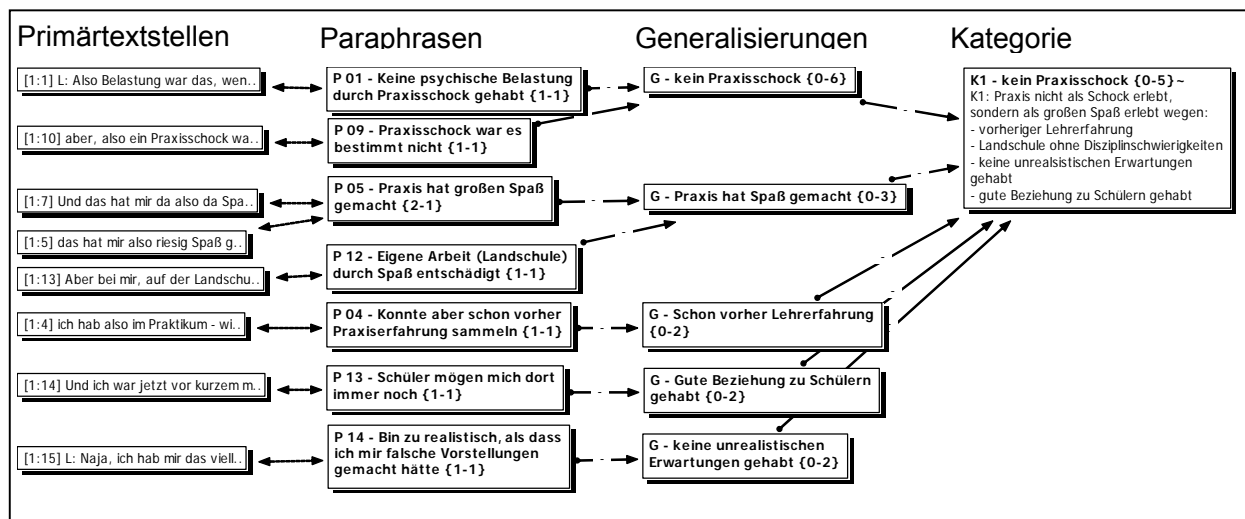 Primärtextstellen
Paraphrasen
Generalisierungen
Kategorie
[1:1] L: Also Belastung war das, wen..
[1:10] aber, also ein Praxisschock wa..
[1:7] Und das hat mir da also da Spa..
[1:5] das hat mir also riesig Spaß g..
[1:13] Aber bei mir, auf der Landschu..
[1:4] ich hab also im Praktikum - wi..
[1:14] Und ich war jetzt vor kurzem m..
[1:15] L: Naja, ich hab mir das viell..
P 01 - Keine psychische Belastung
durch Praxisschock gehabt {1-1}
P 09 - Praxisschock war es
bestimmt nicht {1-1}
P 05 - Praxis hat großen Spaß
gemacht {2-1}
P 12 - Eigene Arbeit (Landschule)
durch Spaß entschädigt {1-1}
P 04 - Konnte aber schon vorher
Praxiserfahrung sammeln {1-1}
P 13 - Schüler mögen mich dort
immer noch {1-1}
P 14 - Bin zu realistisch, als dass
ich mir falsche Vorstellungen
gemacht hätte {1-1}
G - kein Praxisschock {0-6}
G - Praxis hat Spaß gemacht {0-3}
G - Schon vorher Lehrerfahrung
{0-2}
G - Gute Beziehung zu Schülern
gehabt {0-2}
G - keine unrealistischen
Erwartungen gehabt {0-2}
K1 - kein Praxisschock {0-5}~
K1: Praxis nicht als Schock erlebt,
sondern als großen Spaß erlebt wegen:
- vorheriger Lehrerfahrung
- Landschule ohne Disziplinschwierigkeiten
- keine unrealsistischen Erwartungen
gehabt
- gute Beziehung zu Schülern gehabt